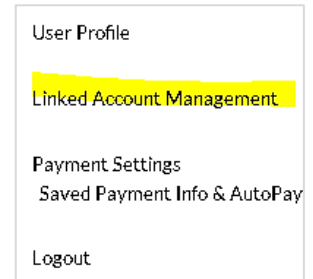 User Profile
Linked Account Management
Payment Settings
Saved Payment Info & AutoPay
Logout